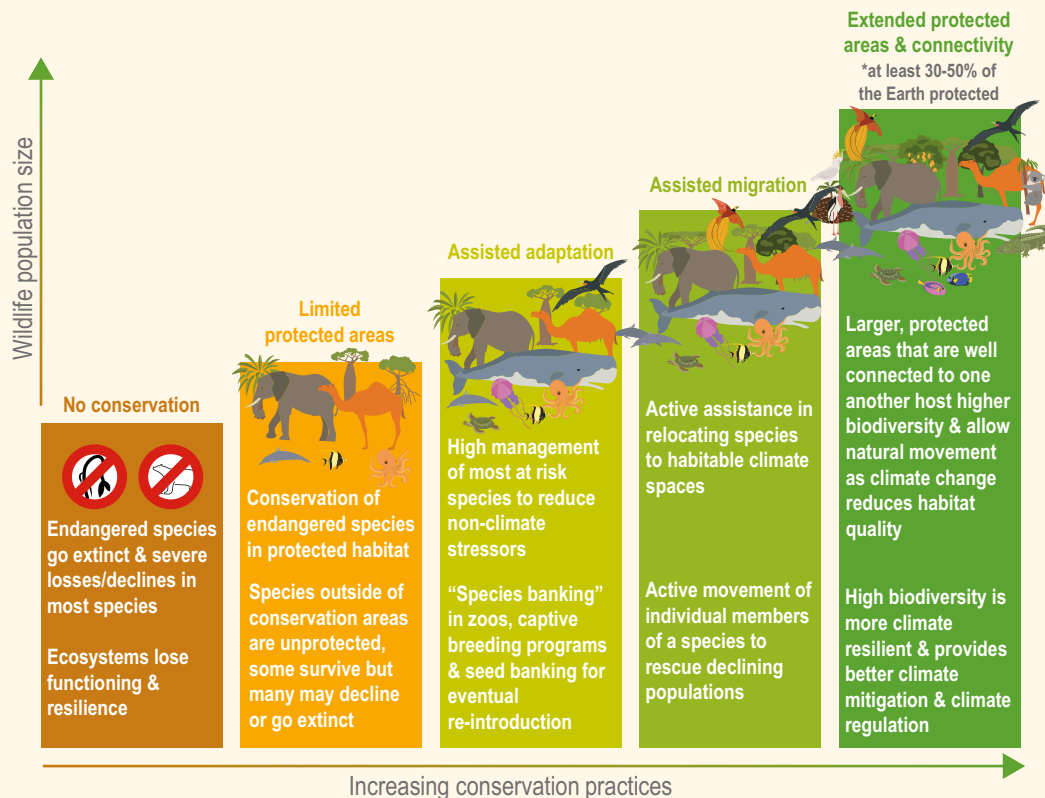 Extended protected
areas & connectivity
*at least 30-50% of
the Earth protected
Wildlife population size
Assisted migration
Assisted adaptation
Limited
protected areas
No conservation
Endangered species
go extinct & severe
losses/declines in
most species
Ecosystems lose
functioning &
resilience
Conservation of
endangered species
in protected habitat
Species outside of
conservation areas
are unprotected,
some survive but
many may decline
or go extinct
High management
of most at risk
species to reduce
non-climate
stressors
“Species banking”
in zoos, captive
breeding programs
& seed banking for
eventual
re-introduction
Active assistance in
relocating species
to habitable climate
spaces
Active movement of
individual members
of a species to
rescue declining
populations
Larger, protected
areas that are well
connected to one
another host higher
biodiversity & allow
natural movement
as climate change
reduces habitat
quality
High biodiversity is
more climate
resilient & provides
better climate
mitigation & climate
regulation
Increasing conservation practices